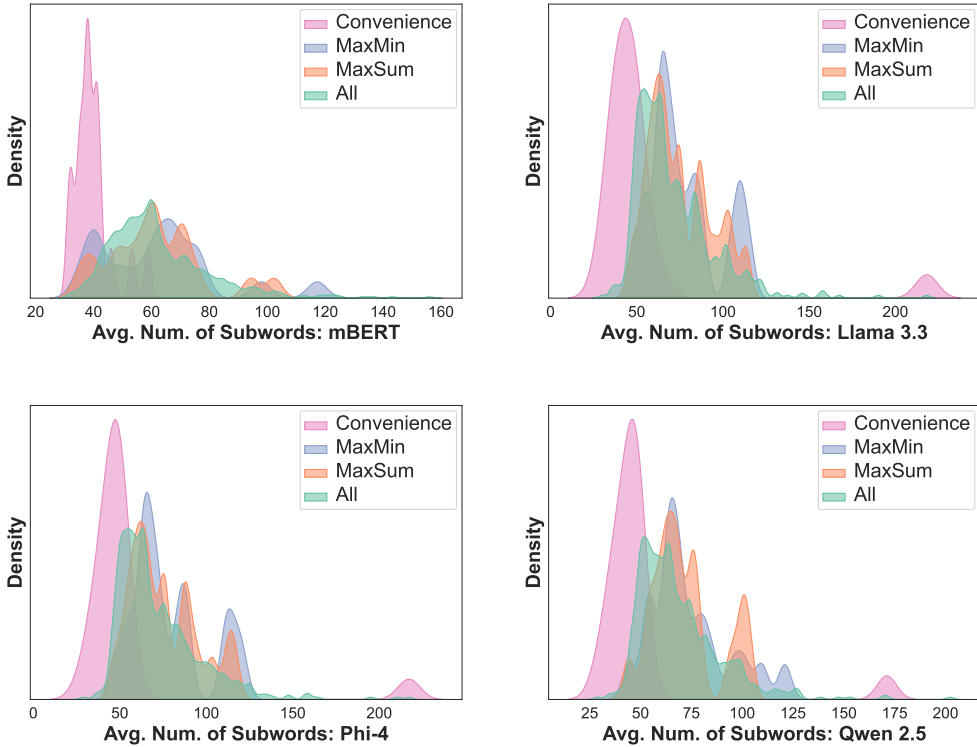 Convenience
MaxMin
MaxSum
All
Density
20 40 60 80 100 120 140 160
Avg. Num. of Subwords: mBERT
Convenience
MaxMin
MaxSum
All
Density
0 50 100 150 200
Avg. Num. of Subwords: Llama 3.3
Convenience
MaxMin
MaxSum
All
Density
0 50 100 150 200
Avg. Num. of Subwords: Phi-4
Convenience
MaxMin
MaxSum
All
Density
25 50 75 100 125 150 175 200
Avg. Num. of Subwords: Qwen 2.5